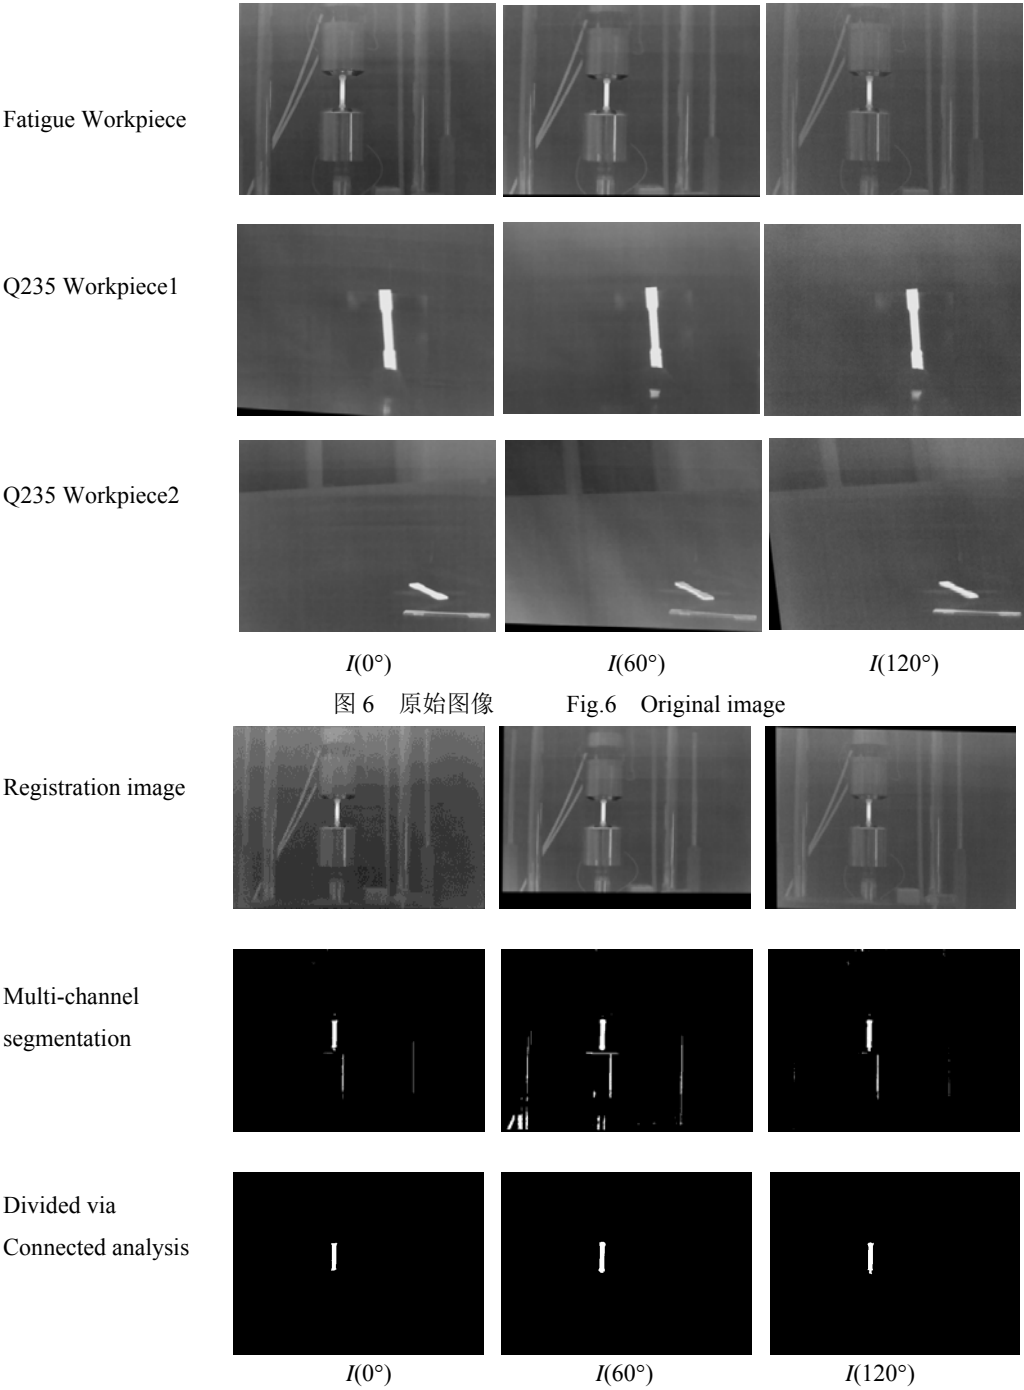 Fatigue Workpiece
Q235 Workpiece1
Q235 Workpiece2
I(0°) I(60°) I(120°)
图 6 原始图像 Fig.6 Original image
Registration image
Multi-channel
segmentation
Divided via
Connected analysis
I(0°) I(60°) I(120°)